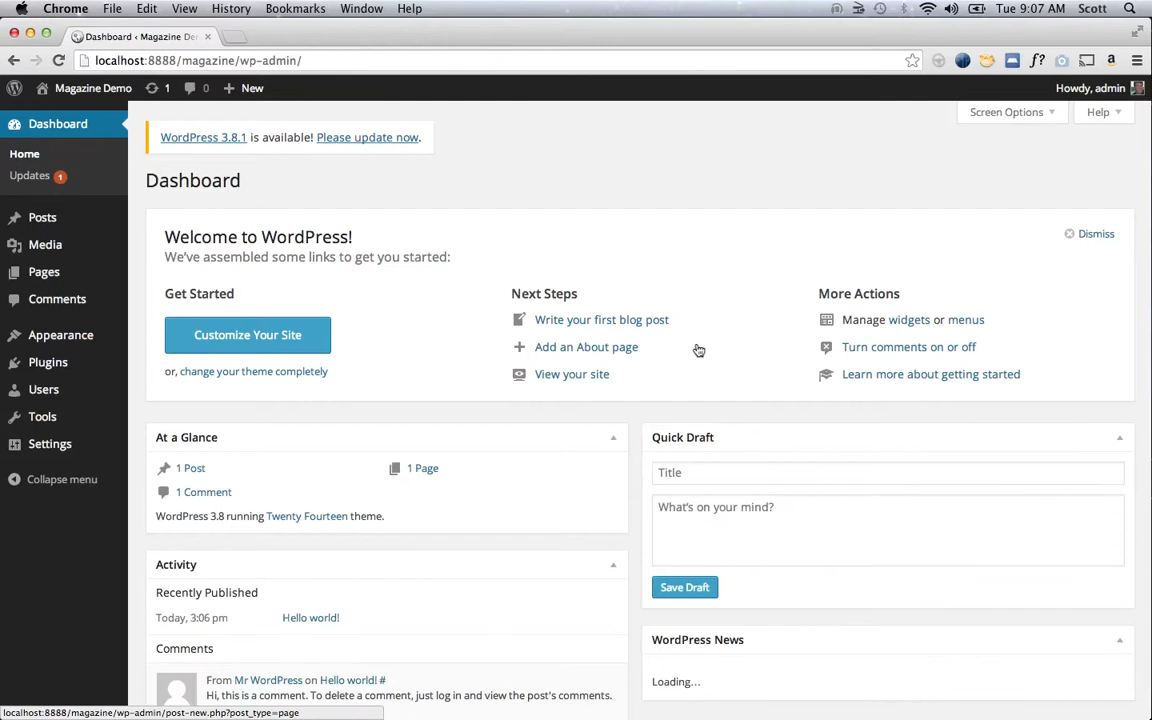 Chrome File Edit View History Bookmarks Window Help Tue 9:07 AM Scott
Dashboard ‹ Magazine De
localhost:8888/magazine/wp-admin/
Magazine Demo 1 0 New Howdy, admin
Dashboard
Home
Updates 1
Posts
Media
Pages
Comments
Appearance
Plugins
Users
Tools
Settings
Collapse menu
Screen Options Help
WordPress 3.8.1 is available! Please update now.
Dashboard
Welcome to WordPress!
We've assembled some links to get you started:
Dismiss
Get Started
Customize Your Site
or, change your theme completely
Next Steps
Write your first blog post
Add an About page
View your site
More Actions
Manage widgets or menus
Turn comments on or off
Learn more about getting started
At a Glance
1 Post 1 Page
1 Comment
WordPress 3.8 running Twenty Fourteen theme.
Activity
Recently Published
Today, 3:06 pm Hello world!
Comments
From Mr WordPress on Hello world! #
Hi, this is a comment. To delete a comment, just log in and view the post's comments.
Quick Draft
Title
What's on your mind?
Save Draft
WordPress News
Loading...
localhost:8888/magazine/wp-admin/post-new.php?post_type=page